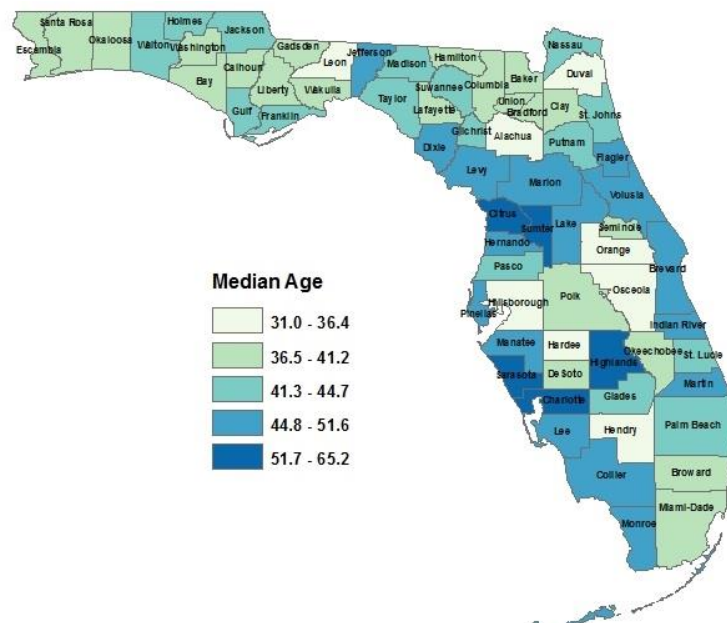 Santa Rosa
Holmes
Jackson
Escambia
Okaloosa
Walton
Washington
Gadsden
Leon
Jefferson
Madison
Hamilton
Nassau
Bay
Calhoun
Liberty
Wakulla
Taylor
Suwannee
Columbia
Baker
Duval
Gulf
Franklin
Lafayette
Union
Bradford
Clay
St. Johns
Gilchrist
Alachua
Putnam
Dixie
Flagler
Levy
Marion
Volusia
Citrus
Sumter
Lake
Seminole
Hernando
Orange
Pasco
Brevard
Osceola
Hillsborough
Polk
Pinellas
Indian River
Manatee
Hardee
Okeechobee
Highlands
St. Lucie
Sarasota
DeSoto
Martin
Charlotte
Glades
Lee
Hendry
Palm Beach
Collier
Broward
Miami-Dade
Monroe
Median Age
31.0 - 36.4
36.5 - 41.2
41.3 - 44.7
44.8 - 51.6
51.7 - 65.2